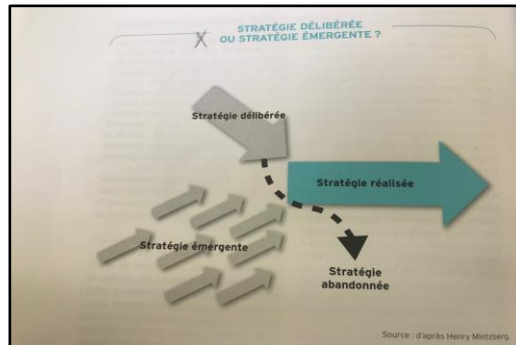 STRATÉGIE DÉLIBÉRÉE
OU STRATÉGIE ÉMERGENTE ?
Stratégie délibérée
Stratégie réalisée
Stratégie émergente
Stratégie
abandonnée
Source : d'après Henry Mintzberg.